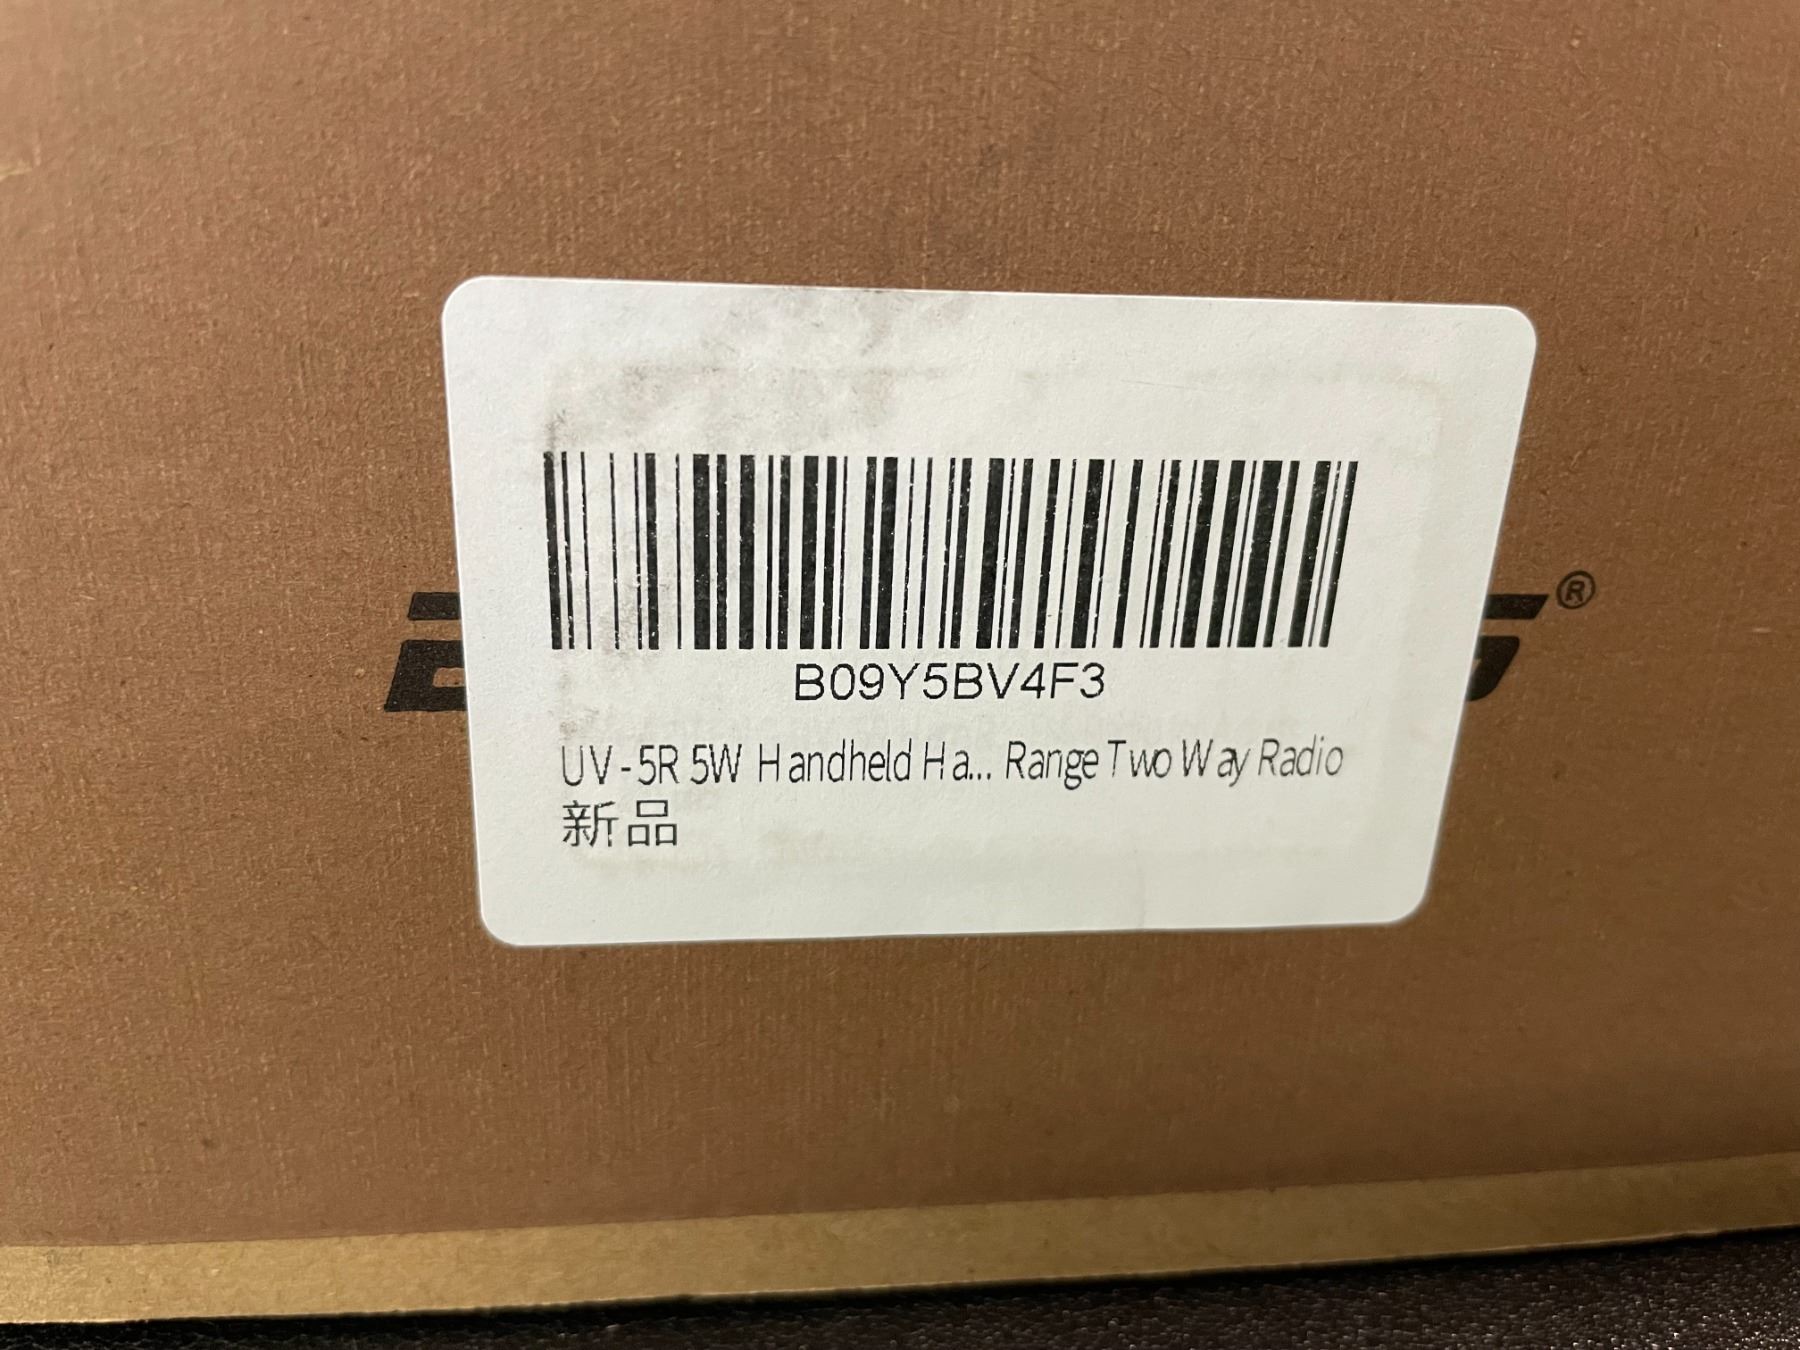 B09Y5BV4F3
UV-5R 5W Handheld Ha... Range Two Way Radio
新品
®